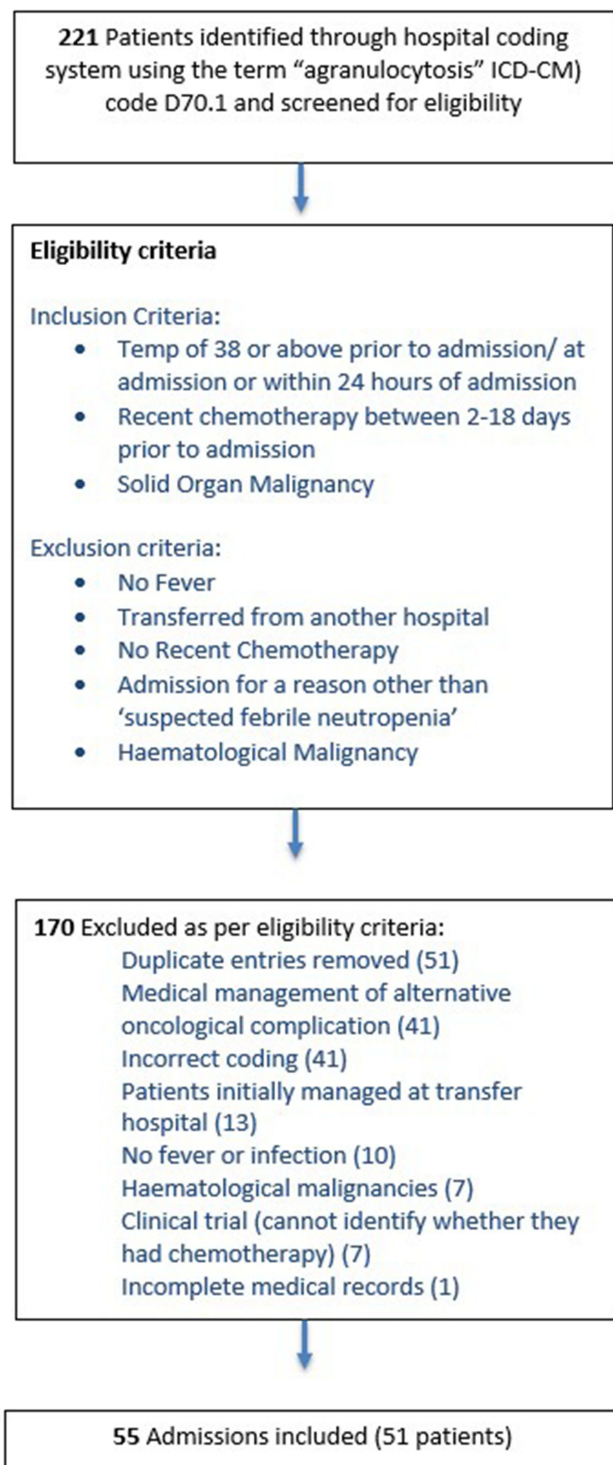 221 Patients identified through hospital coding
system using the term “agranulocytosis” ICD-CM)
code D70.1 and screened for eligibility
Eligibility criteria
Inclusion Criteria:
• Temp of 38 or above prior to admission/ at
admission or within 24 hours of admission
• Recent chemotherapy between 2-18 days
prior to admission
• Solid Organ Malignancy
Exclusion criteria:
• No Fever
• Transferred from another hospital
• No Recent Chemotherapy
• Admission for a reason other than
‘suspected febrile neutropenia’
• Haematological Malignancy
170 Excluded as per eligibility criteria:
Duplicate entries removed (51)
Medical management of alternative
oncological complication (41)
Incorrect coding (41)
Patients initially managed at transfer
hospital (13)
No fever or infection (10)
Haematological malignancies (7)
Clinical trial (cannot identify whether they
had chemotherapy) (7)
Incomplete medical records (1)
55 Admissions included (51 patients)